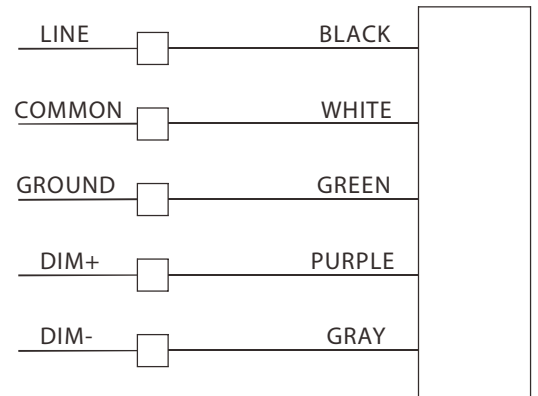 LINE BLACK
COMMON WHITE
GROUND GREEN
DIM+ PURPLE
DIM- GRAY